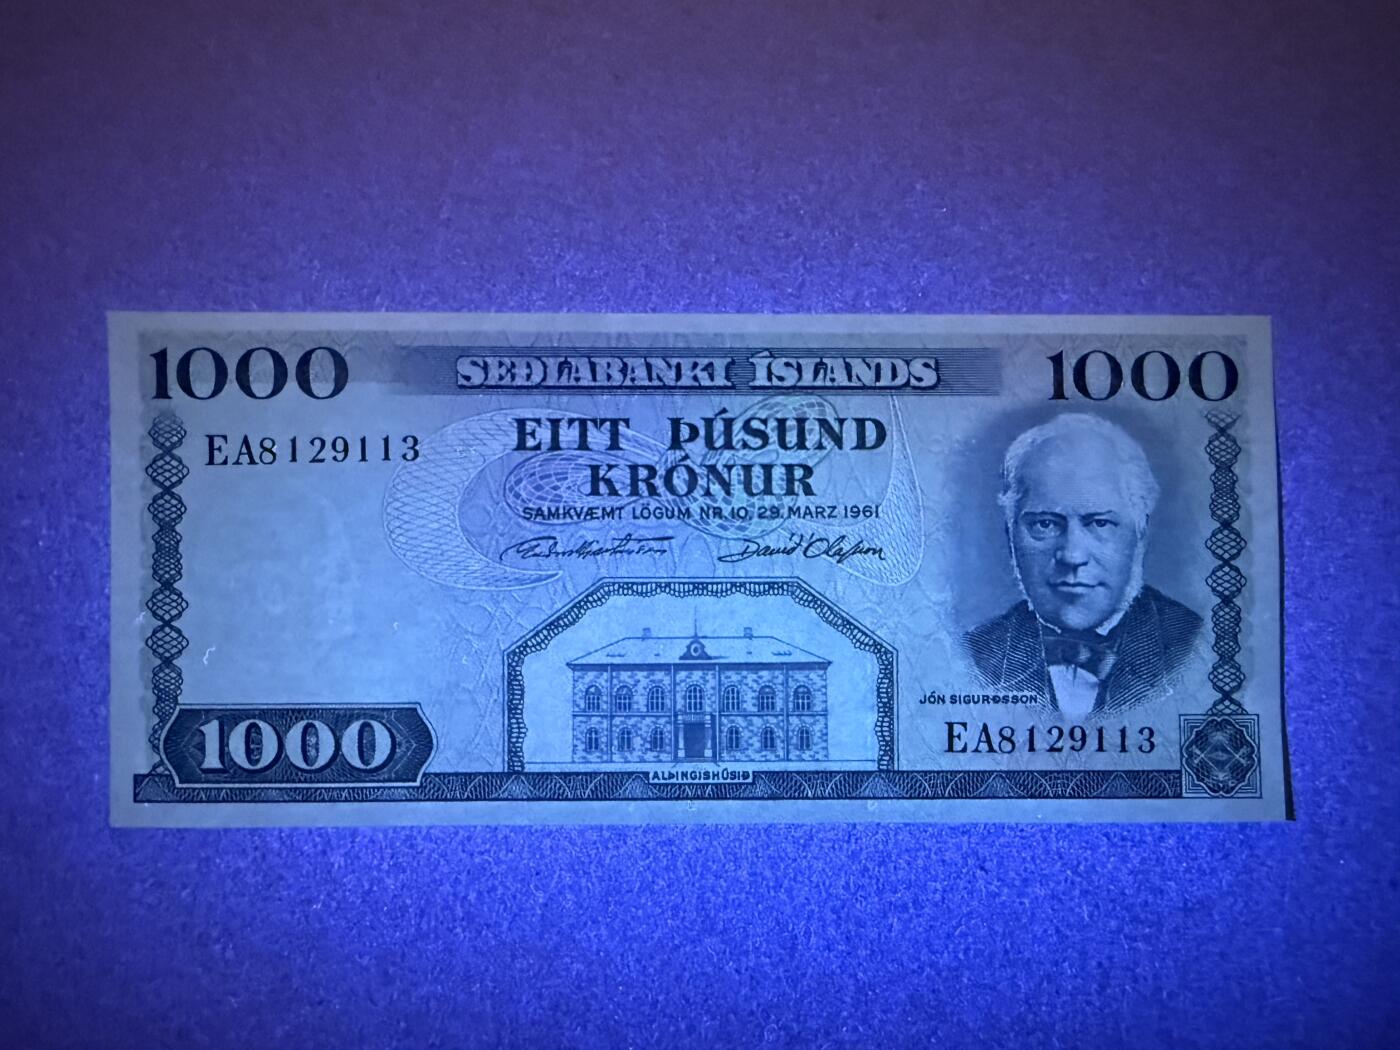 1000 SEÐLABANKI ÍSLANDS 1000
EA8129113
EITT ÞÚSUND
KRÓNUR
SAMKVÆMT LÖGUM NR. 10, 29. MARZ 1961
Davíð Ólafsson
JÓN SIGURÐSSON
EA8129113
1000
ALÞINGISHÚSIÐ